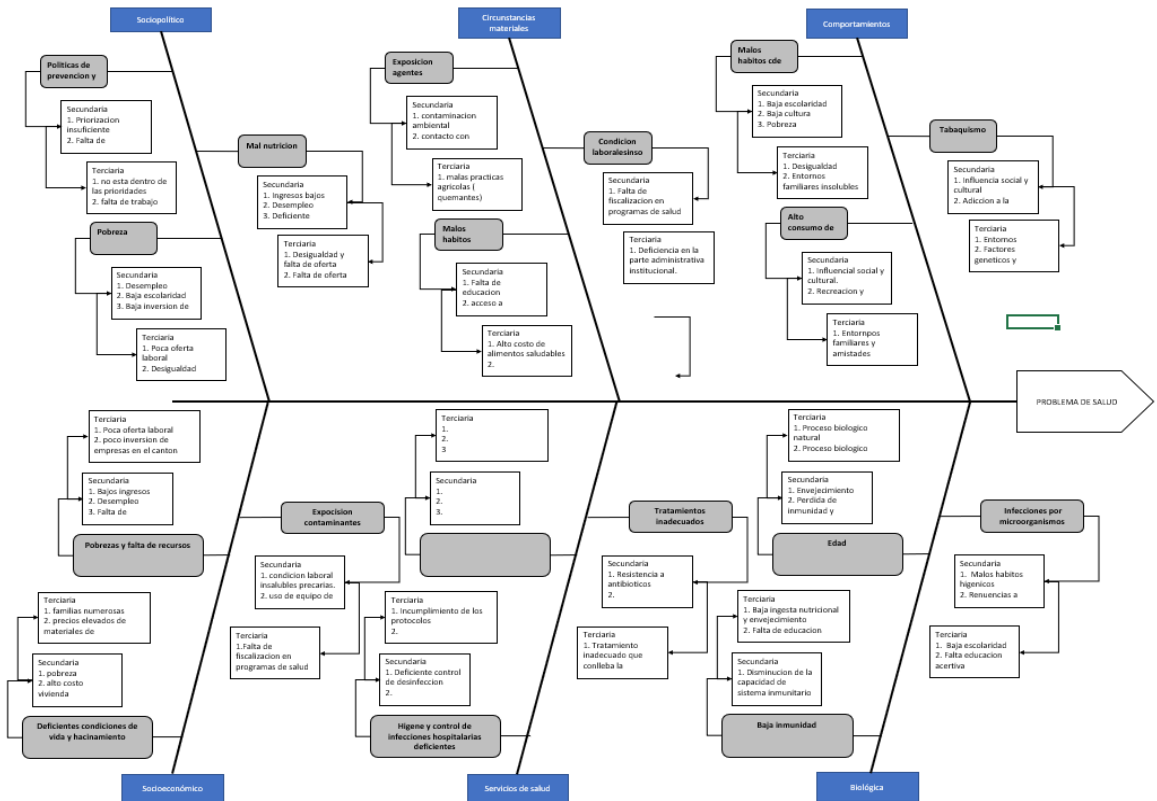 Sociopolítico
Circunstancias
materiales
Comportamientos
Politicas de
prevencion y
Secundaria
1. Priorizacion
insuficiente
2. Falta de
Terciaria
1. no esta dentro de
las prioridades
2. falta de trabajo
Mal nutricion
Secundaria
1. Ingresos bajos
2. Desempleo
3. Deficiente
Terciaria
1. Desigualdad y
falta de oferta
2. Falta de oferta
Pobreza
Secundaria
1. Desempleo
2. Baja escolaridad
3. Baja inversion de
Terciaria
1. Poca oferta
laboral
2. Desigualdad
Exposicion
agentes
Secundaria
1. contaminacion
ambiental
2. contacto con
Terciaria
1. malas practicas
agricolas (
quemantes)
Condicion
laboralesinso
Secundaria
1. Falta de
fiscalizacion en
programas de salud
Terciaria
1. Deficiencia en la
parte administrativa
institucional.
Malos
habitos
Secundaria
1. Falta de
educacion
2. acceso a
Terciaria
1. Alto costo de
alimentos saludables
2.
Malos
habitos cde
Secundaria
1. Baja escolaridad
2. Baja cultura
3. Pobreza
Terciaria
1. Desigualdad
2. Entornos
familiares insolubles
Tabaquismo
Secundaria
1. Influencia social y
cultural
2. Adiccion a la
Terciaria
1. Entornos
2. Factores
geneticos y
Alto
consumo de
Secundaria
1. Influencial social y
cultural.
2. Recreacion y
Terciaria
1. Entornpos
familiares y
amistades
PROBLEMA DE SALUD
Terciaria
1. Poca oferta laboral
2. poco inversion de
empresas en el canton
Secundaria
1. Bajos ingresos
2. Desempleo
3. Falta de
Pobrezas y falta de recursos
Expocision
contaminantes
Secundaria
1. condicion laboral
insalubles precarias.
2. uso de equipo de
Terciaria
1.Falta de
fiscalizacion en
programas de salud
Terciaria
1. familias numerosas
2. precios elevados de
materiales de
Secundaria
1. pobreza
2. alto costo
vivienda
Deficientes condiciones de
vida y hacinamiento
Terciaria
1.
2.
3
Secundaria
1.
2.
3.
Tratamientos
inadecuados
Secundaria
1. Resistencia a
antibioticos
2.
Terciaria
1. Tratamiento
inadecuado que
conlleba la
Terciaria
1. Incumplimiento de los
protocolos
2.
Secundaria
1. Deficiente control
de desinfeccion
2.
Higene y control de
infecciones hospitalarias
deficientes
Terciaria
1. Proceso biologico
natural
2. Proceso biologico
Secundaria
1. Envejecimiento
2. Perdida de
inmunidad y
Edad
Infecciones por
microorganismos
Secundaria
1. Malos habitos
higenicos
2. Renuencias a
Terciaria
1. Baja escolaridad
2. Falta educacion
acertiva
Terciaria
1. Baja ingesta nutricional
y envejecimiento
2. Falta de educacion
Secundaria
1. Disminucion de la
capacidad de
sistema inmunitario
Baja inmunidad
Socioeconómico
Servicios de salud
Biológica